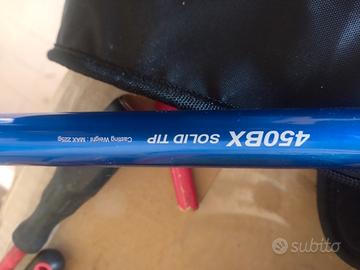 450BX SOLID TIP
Casting Weight : MAX 225g
subito